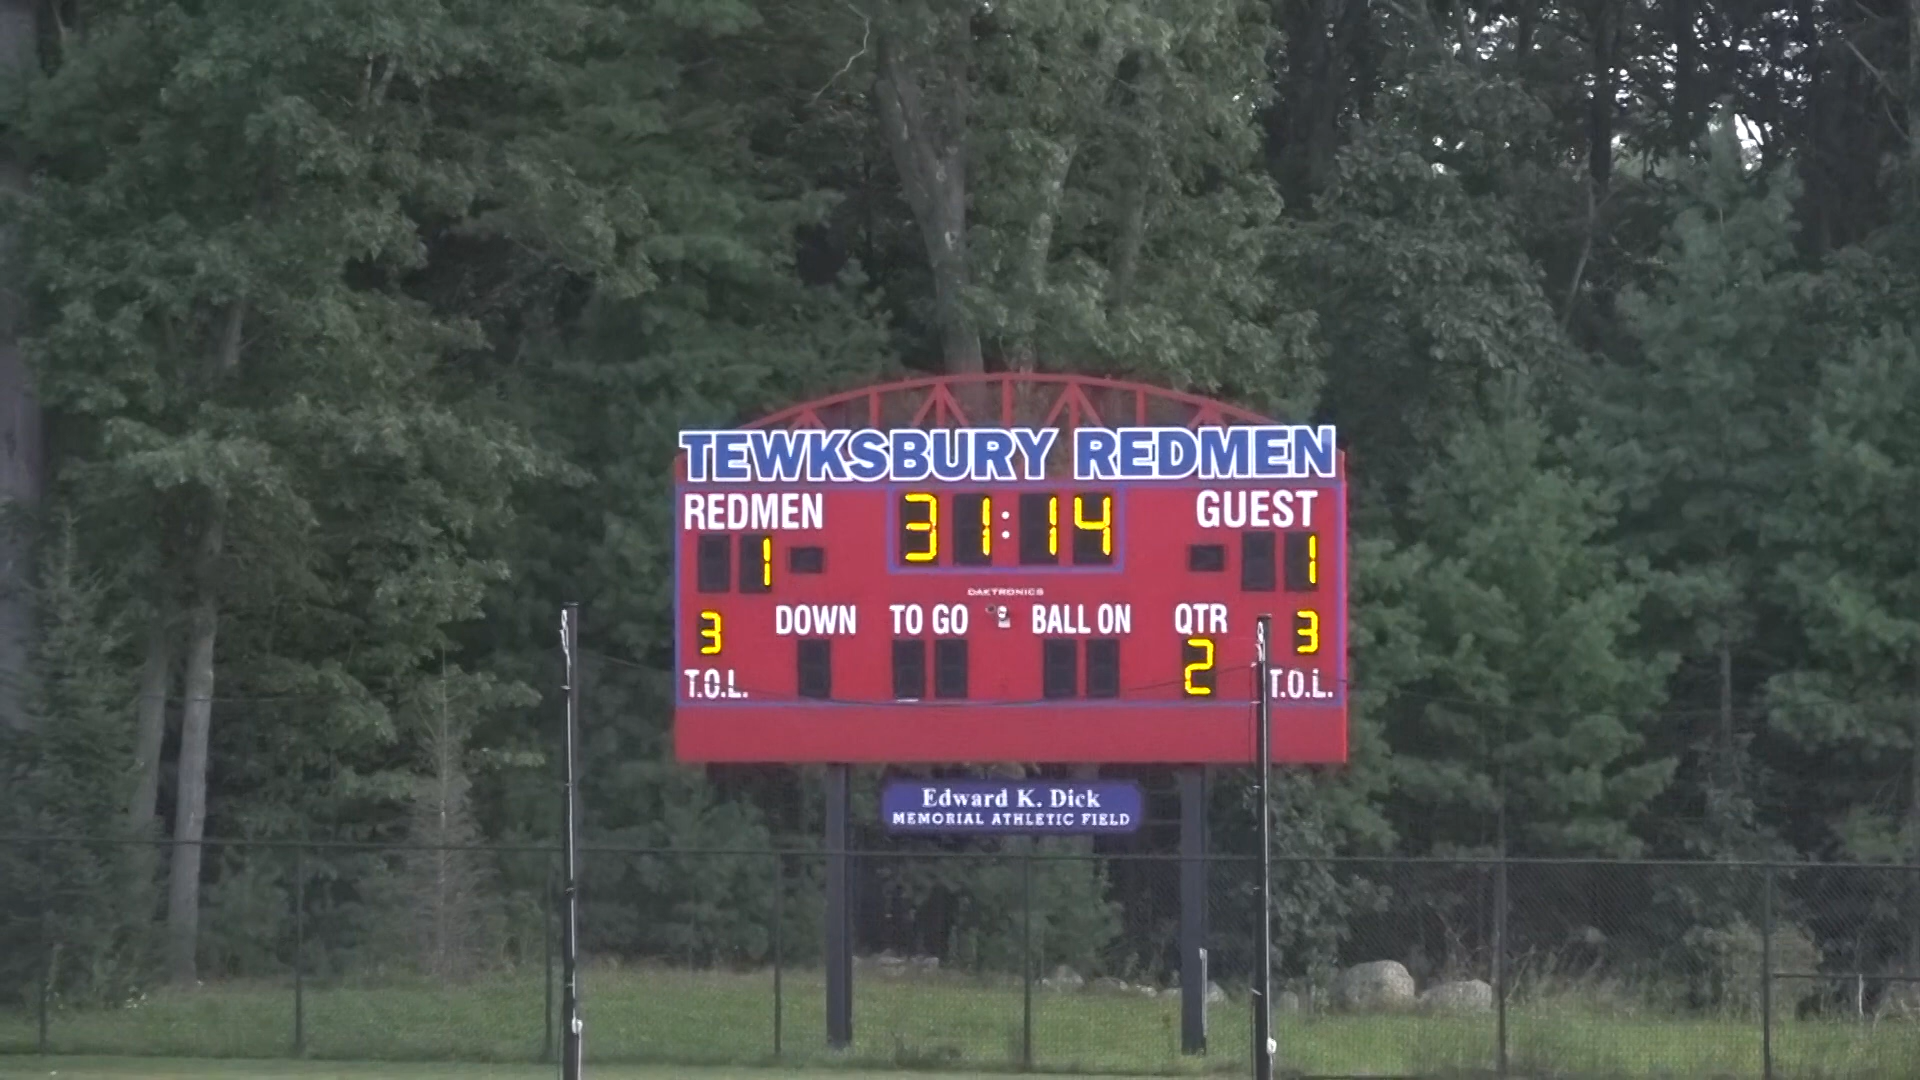 TEWKSBURY REDMEN
REDMEN 31:14 GUEST
1 1
DAKTRONICS
3 DOWN TO GO BALL ON QTR 3
T.O.L. 2 T.O.L.
Edward K. Dick
MEMORIAL ATHLETIC FIELD